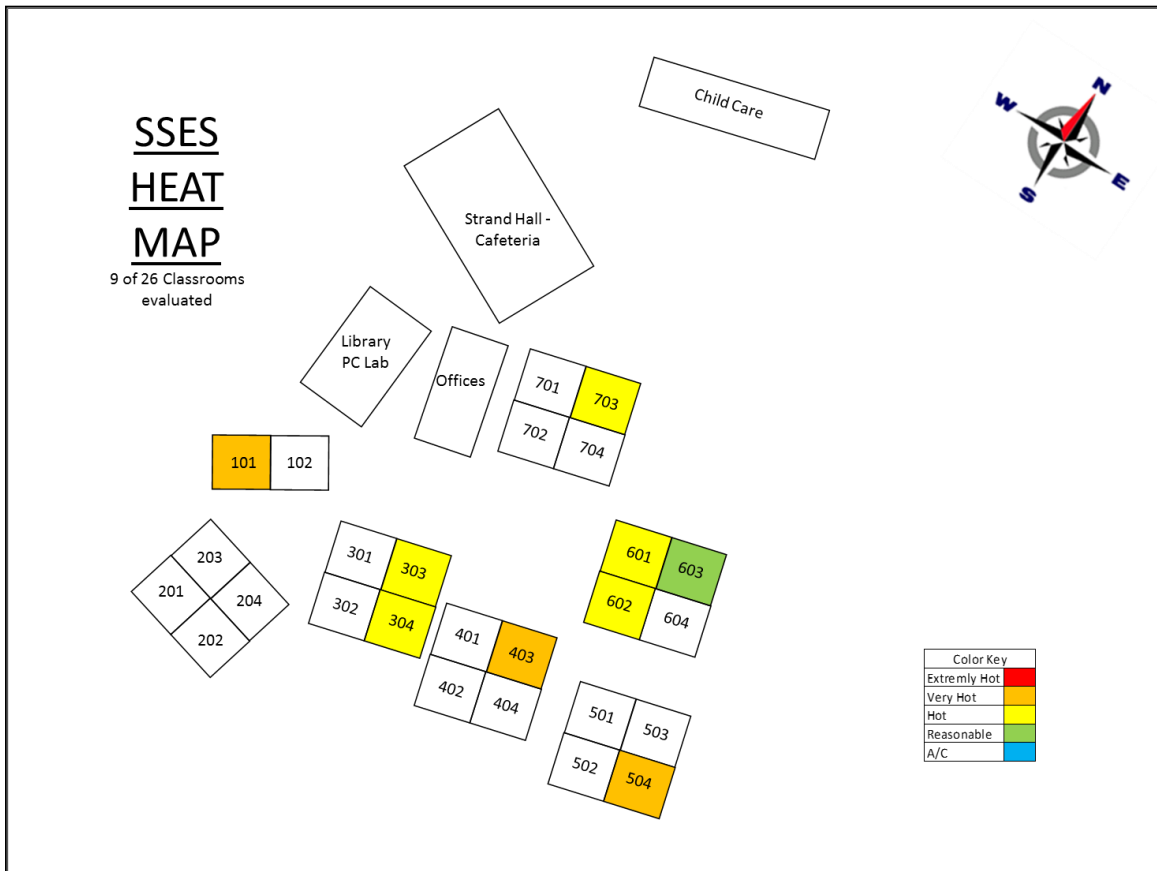 SSES
HEAT
MAP
9 of 26 Classrooms
evaluated
Child Care
N
W
E
S
Strand Hall -
Cafeteria
Library
PC Lab
Offices
701
703
702
704
101
102
203
201
204
202
301
303
302
304
401
403
402
404
601
603
602
604
501
503
502
504
Color Key
Extremly Hot
Very Hot
Hot
Reasonable
A/C